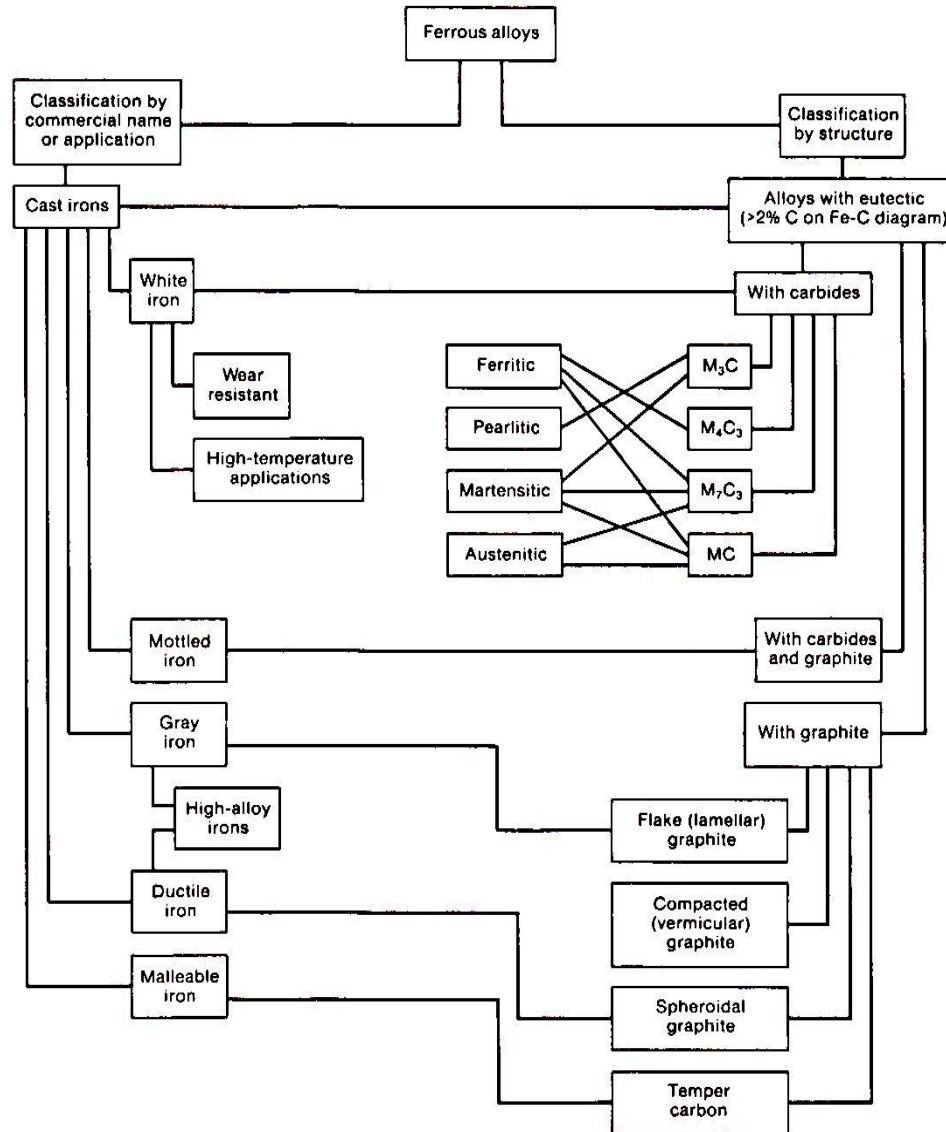 Ferrous alloys
Classification by
commercial name
or application
Classification
by structure
Cast irons
Alloys with eutectic
(>2% C on Fe-C diagram)
White
iron
With carbides
Wear
resistant
High-temperature
applications
Ferritic
M₃C
Pearlitic
M₄C₃
Martensitic
M₇C₃
Austenitic
MC
Mottled
iron
With carbides
and graphite
Gray
iron
With graphite
High-alloy
irons
Flake (lamellar)
graphite
Ductile
iron
Compacted
(vermicular)
graphite
Malleable
iron
Spheroidal
graphite
Temper
carbon